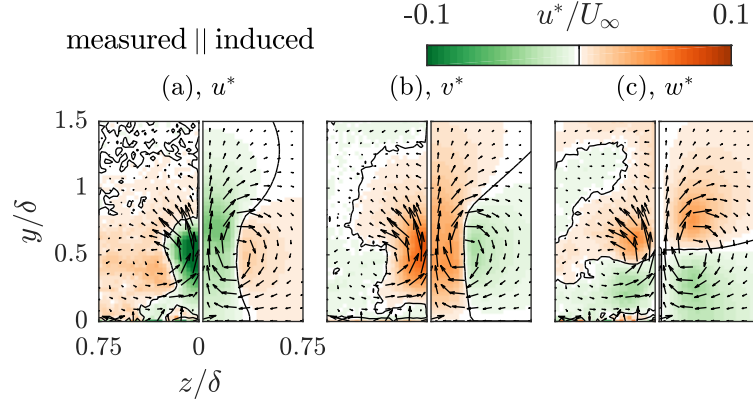 -0.1 u*/U∞ 0.1
measured || induced
(a), u* (b), v* (c), w*
1.5
1
0.5
0
y/δ
0.75 0 0.75
z/δ